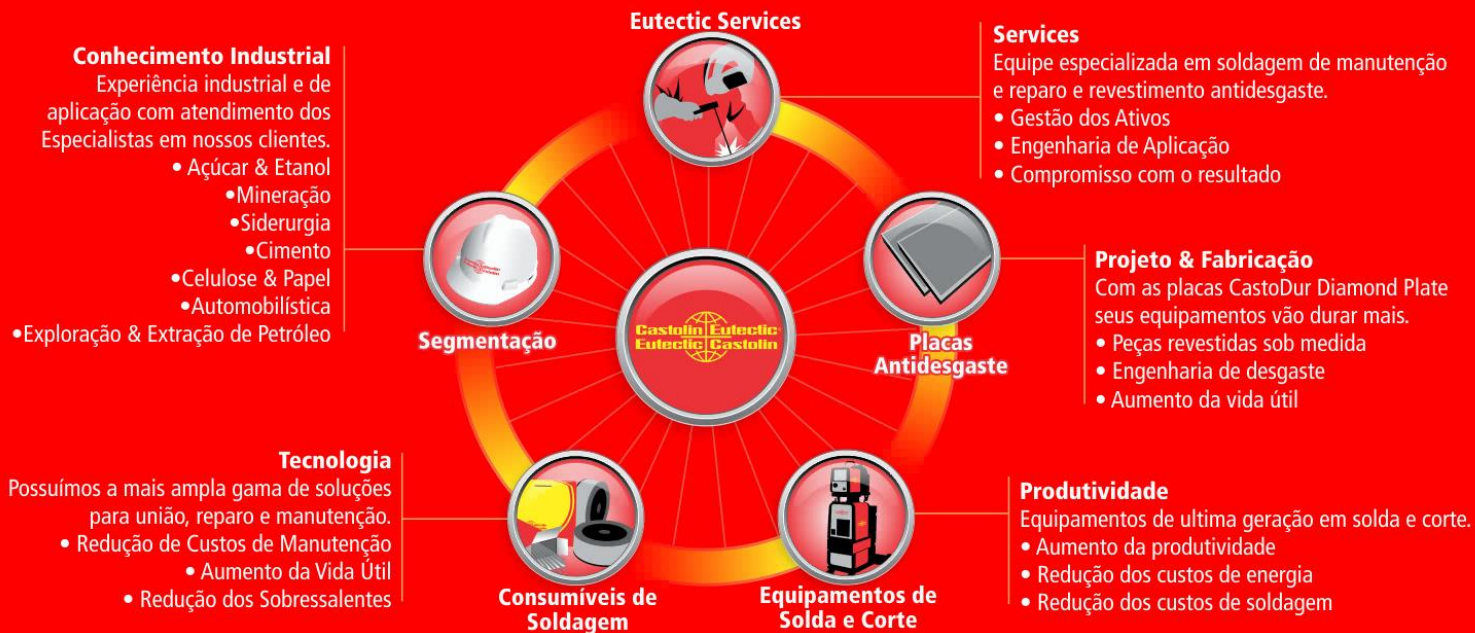 Eutectic Services
Conhecimento Industrial
Experiência industrial e de
aplicação com atendimento dos
Especialistas em nossos clientes.
• Açúcar & Etanol
•Mineração
•Siderurgia
•Cimento
•Celulose & Papel
•Automobilística
•Exploração & Extração de Petróleo
Segmentação
Services
Equipe especializada em soldagem de manutenção
e reparo e revestimento antidesgaste.
• Gestão dos Ativos
• Engenharia de Aplicação
• Compromisso com o resultado
Castolin Eutectic
Eutectic Castolin
Placas
Antidesgaste
Projeto & Fabricação
Com as placas CastoDur Diamond Plate
seus equipamentos vão durar mais.
• Peças revestidas sob medida
• Engenharia de desgaste
• Aumento da vida útil
Tecnologia
Possuímos a mais ampla gama de soluções
para união, reparo e manutenção.
• Redução de Custos de Manutenção
• Aumento da Vida Útil
• Redução dos Sobressalentes
Consumíveis de
Soldagem
Equipamentos de
Solda e Corte
Produtividade
Equipamentos de ultima geração em solda e corte.
• Aumento da produtividade
• Redução dos custos de energia
• Redução dos custos de soldagem